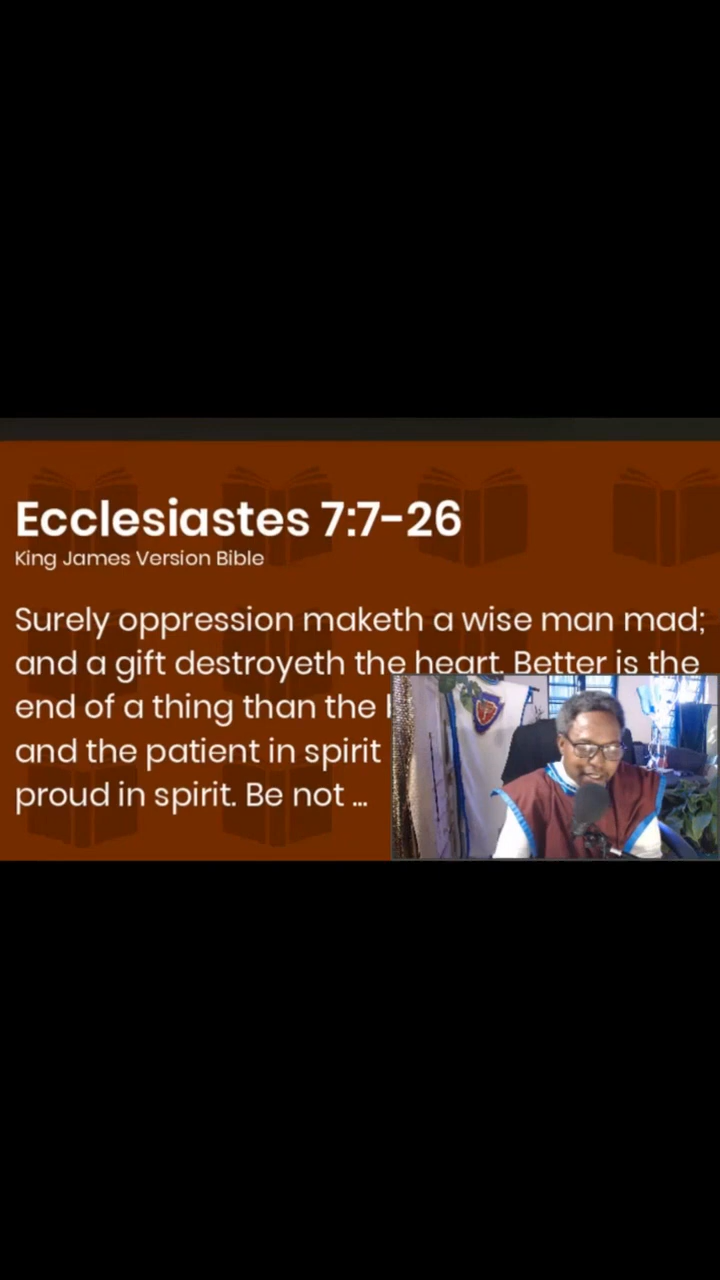 Ecclesiastes 7:7-26
King James Version Bible
Surely oppression maketh a wise man mad;
and a gift destroyeth the heart. Better is the
end of a thing than the
and the patient in spirit
proud in spirit. Be not ...